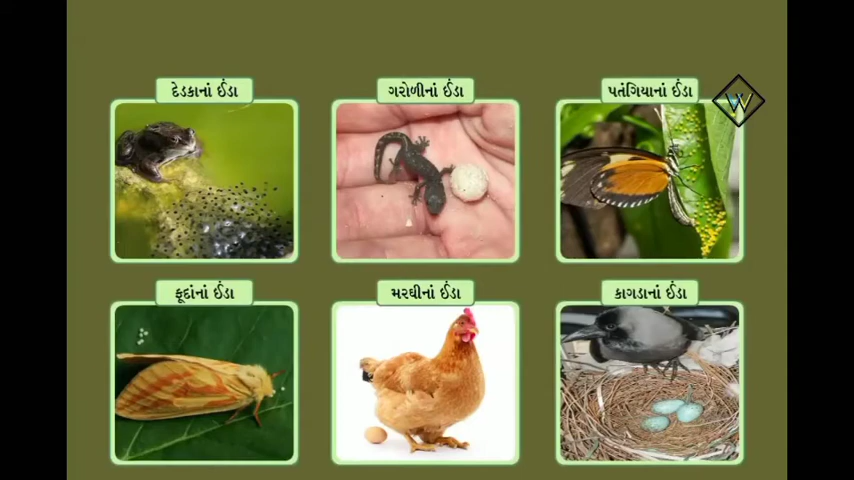 દેડકાનાં ઈંડા
ગરોળીનાં ઈંડા
પતંગિયાનાં ઈંડા
W
ફૂદાંનાં ઈંડા
મરઘીનાં ઈંડા
કાગડાનાં ઈંડા